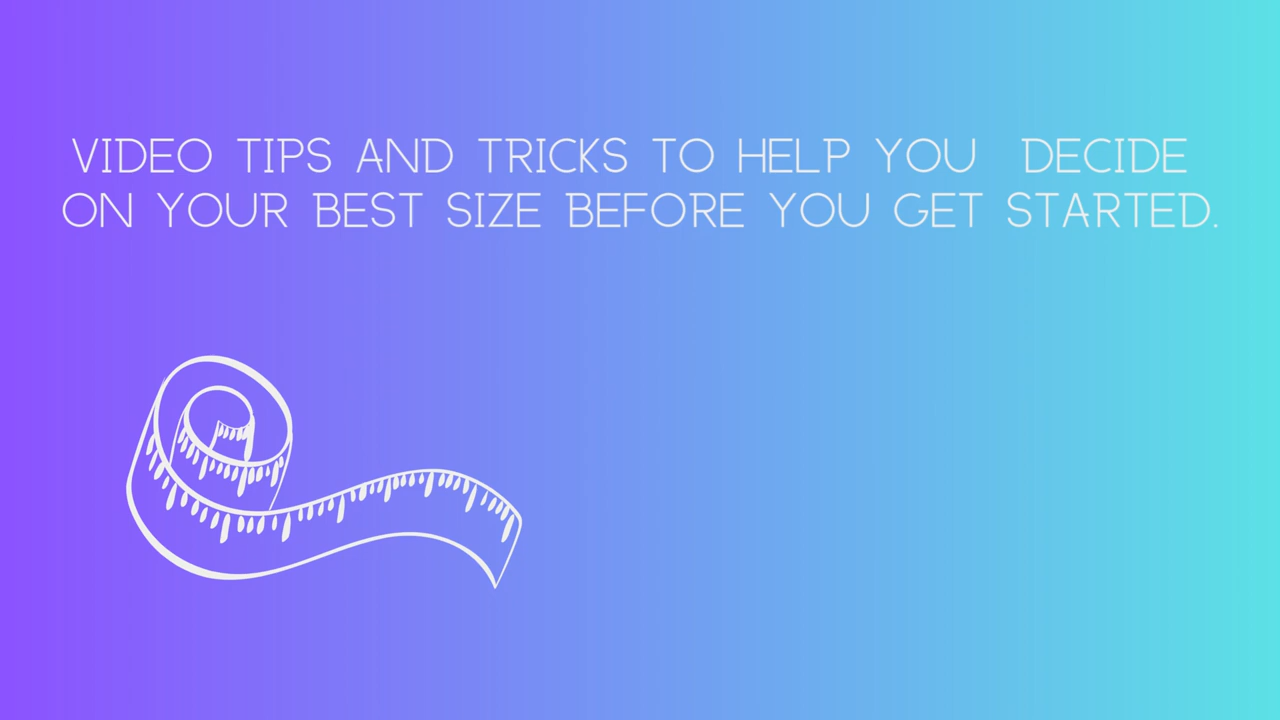 VIDEO TIPS AND TRICKS TO HELP YOU  DECIDE
ON YOUR BEST SIZE BEFORE YOU GET STARTED.